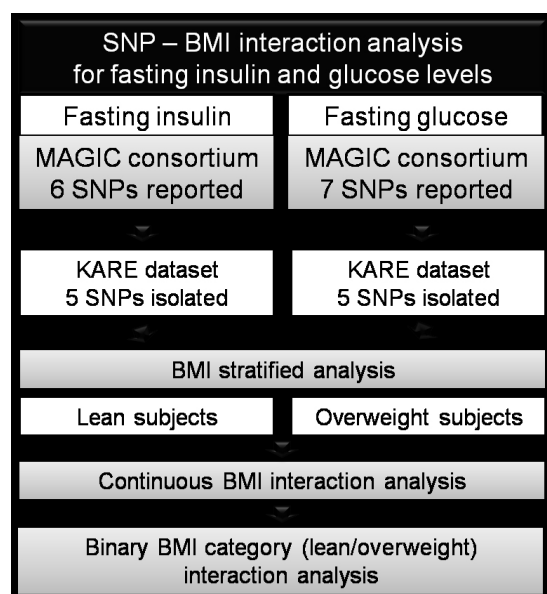 SNP – BMI interaction analysis
for fasting insulin and glucose levels
Fasting insulin
Fasting glucose
MAGIC consortium
6 SNPs reported
MAGIC consortium
7 SNPs reported
KARE dataset
5 SNPs isolated
KARE dataset
5 SNPs isolated
BMI stratified analysis
Lean subjects
Overweight subjects
Continuous BMI interaction analysis
Binary BMI category (lean/overweight)
interaction analysis